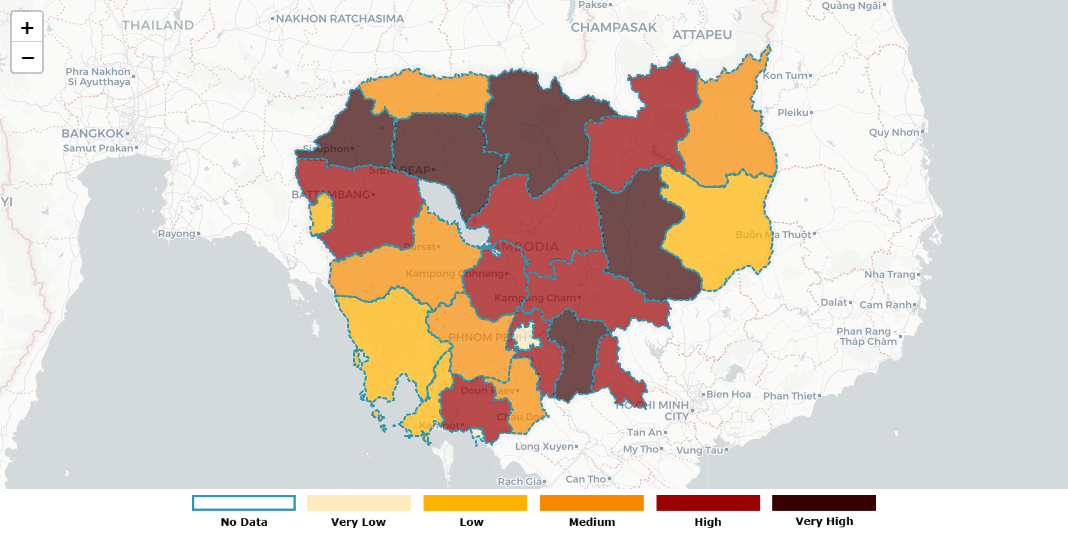 Pakse
Quảng Ngãi
THAILAND
NAKHON RATCHASIMA
CHAMPASAK
ATTAPEU
+
−
Phra Nakhon
Si Ayutthaya
Kon Tum
Pleiku
BANGKOK
Samut Prakan
Quy Nhơn
Sisophon
SIEM REAP
BATTAMBANG
YI
Rayong
Buôn Ma Thuột
Pursat
CAMBODIA
Kampong Chhnang
Nha Trang
Kampong Cham
Dalat
Cam Ranh
PHNOM PENH
Phan Rang -
Tháp Chàm
Doun Kaev
Bien Hoa
Phan Thiet
HO CHI MINH
CITY
Chau Doc
Kampot
Tan An
Long Xuyen
My Tho
Vung Tau
Rach Giá
Can Tho
No Data
Very Low
Low
Medium
High
Very High